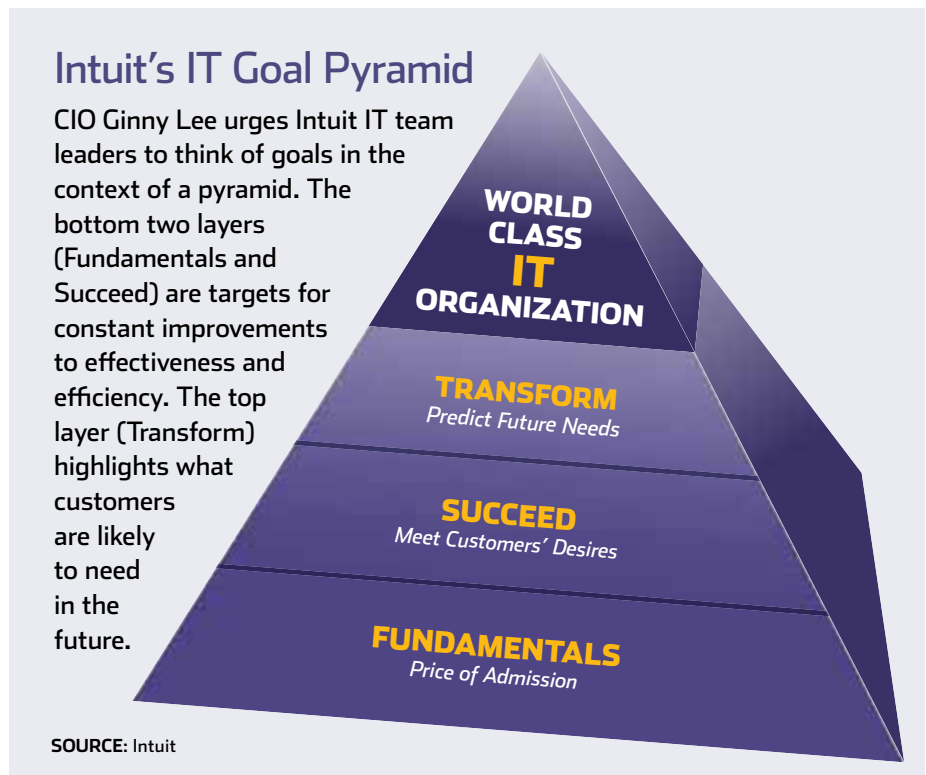 Intuit's IT Goal Pyramid
CIO Ginny Lee urges Intuit IT team
leaders to think of goals in the
context of a pyramid. The
bottom two layers
(Fundamentals and
Succeed) are targets for
constant improvements
to effectiveness and
efficiency. The top
layer (Transform)
highlights what
customers
are likely
to need
in the
future.
WORLD
CLASS
IT
ORGANIZATION
TRANSFORM
Predict Future Needs
SUCCEED
Meet Customers' Desires
FUNDAMENTALS
Price of Admission
SOURCE: Intuit